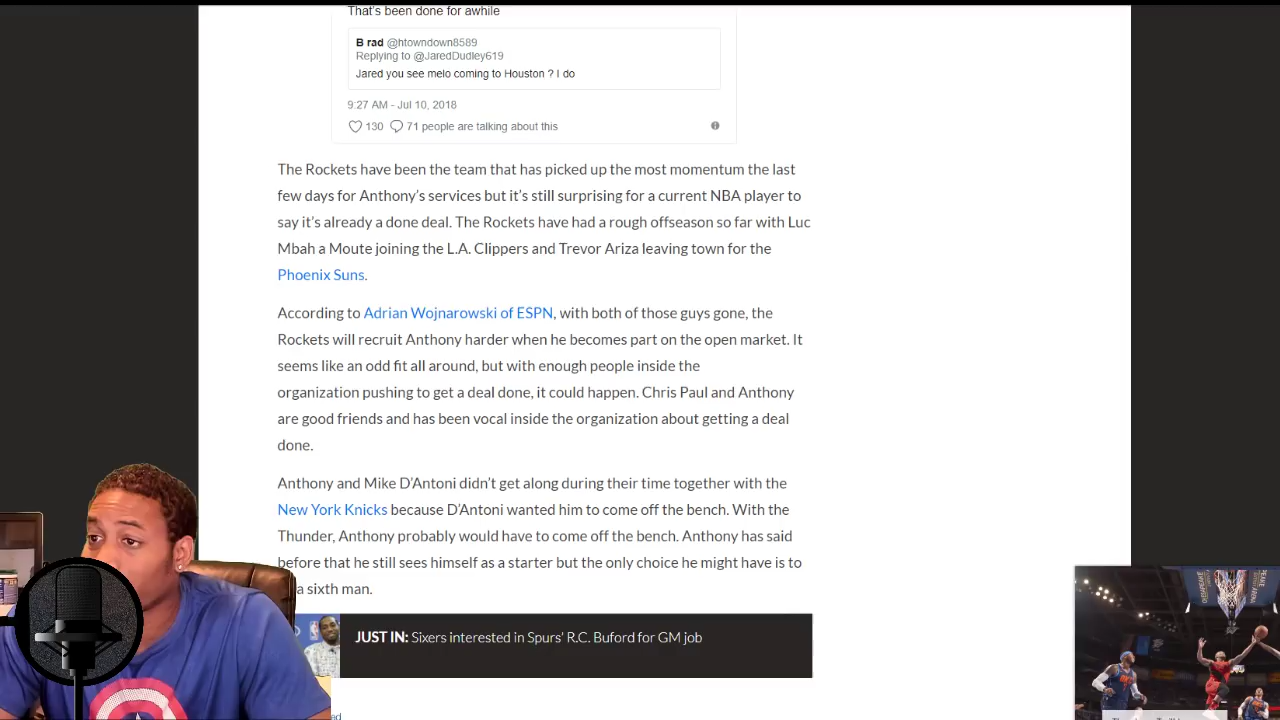 That's been done for awhile
B rad @htowndown8589
Replying to @JaredDudley619
Jared you see melo coming to Houston ? I do
9:27 AM - Jul 10, 2018
130 71 people are talking about this
The Rockets have been the team that has picked up the most momentum the last
few days for Anthony’s services but it’s still surprising for a current NBA player to
say it’s already a done deal. The Rockets have had a rough offseason so far with Luc
Mbah a Moute joining the L.A. Clippers and Trevor Ariza leaving town for the
Phoenix Suns.
According to Adrian Wojnarowski of ESPN, with both of those guys gone, the
Rockets will recruit Anthony harder when he becomes part on the open market. It
seems like an odd fit all around, but with enough people inside the
organization pushing to get a deal done, it could happen. Chris Paul and Anthony
are good friends and has been vocal inside the organization about getting a deal
done.
Anthony and Mike D’Antoni didn’t get along during their time together with the
New York Knicks because D’Antoni wanted him to come off the bench. With the
Thunder, Anthony probably would have to come off the bench. Anthony has said
before that he still sees himself as a starter but the only choice he might have is to
a sixth man.
JUST IN: Sixers interested in Spurs’ R.C. Buford for GM job